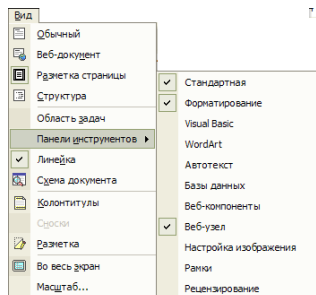 Вид
Обычный
Веб-документ
Разметка страницы
Структура
Область задач
Панели инструментов
Линейка
Схема документа
Колонтитулы
Сноски
Разметка
Во весь экран
Масштаб...
Стандартная
Форматирование
Visual Basic
WordArt
Автотекст
Базы данных
Веб-компоненты
Веб-узел
Настройка изображения
Рамки
Рецензирование